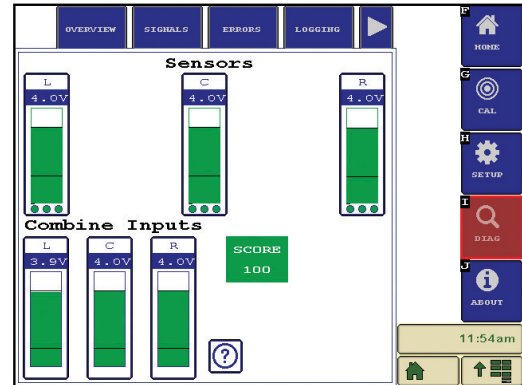 OVERVIEW SIGNALS ERRORS LOGGING
F
HOME
Sensors
L C R
4.0V 4.0V 4.0V
G
CAL
H
SETUP
Combine Inputs
L C R
3.9V 4.0V 4.0V
SCORE
100
?
I
DIAG
J
ABOUT
11:54am